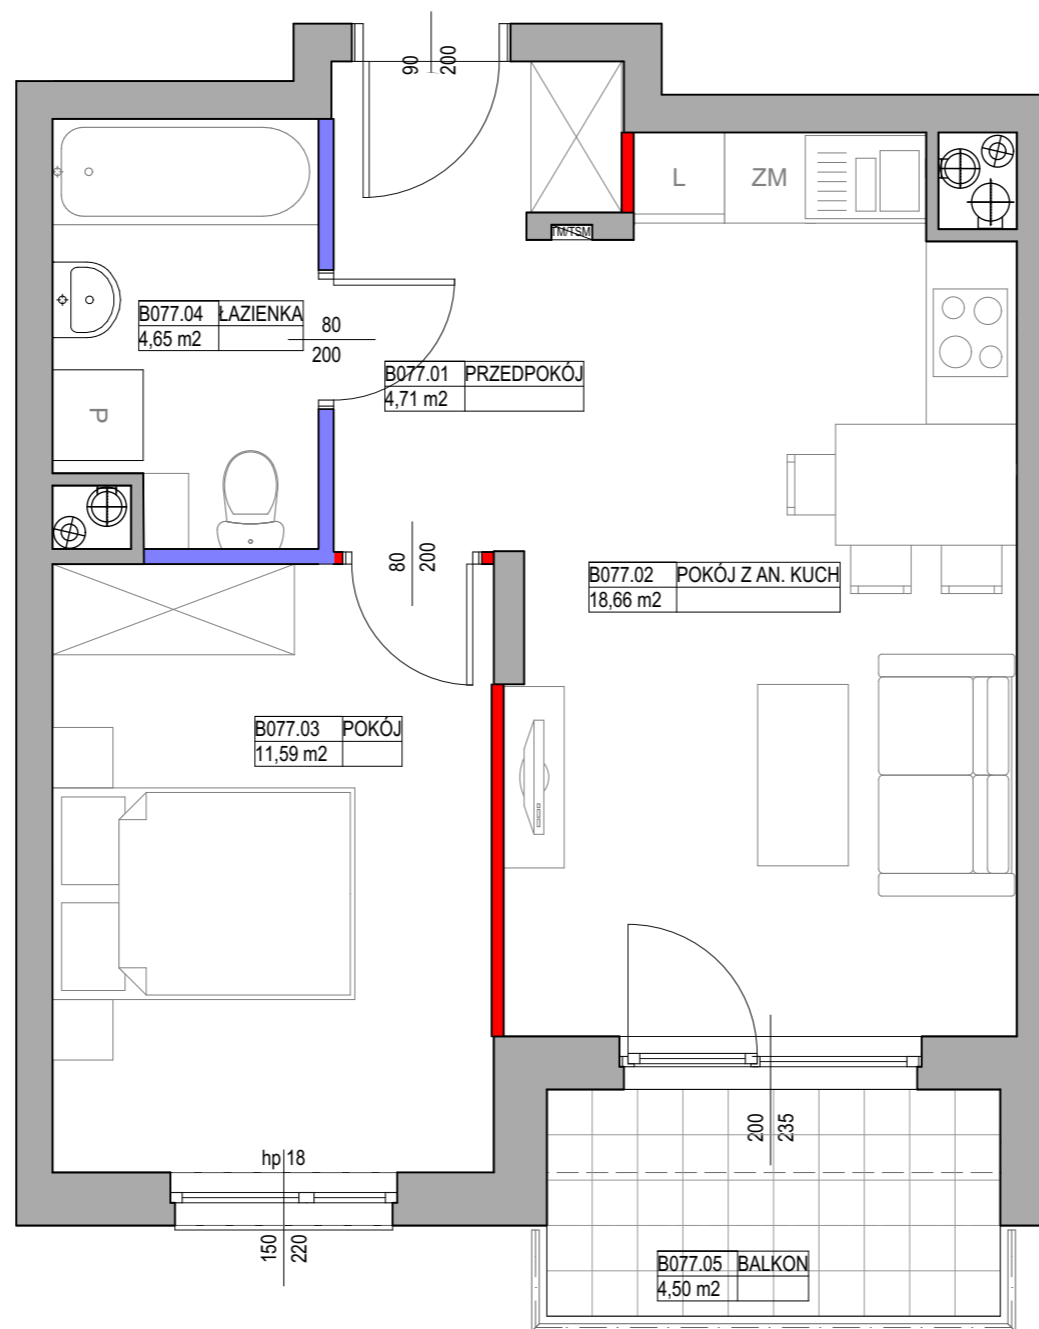 90
200
L
ZM
TM/TSM
B077.04 ŁAZIENKA
4,65 m2
80
200
B077.01 PRZEDPOKÓJ
4,71 m2
P
80
200
B077.02 POKÓJ Z AN. KUCH
18,66 m2
B077.03 POKÓJ
11,59 m2
200
235
hp 18
150
220
B077.05 BALKON
4,50 m2